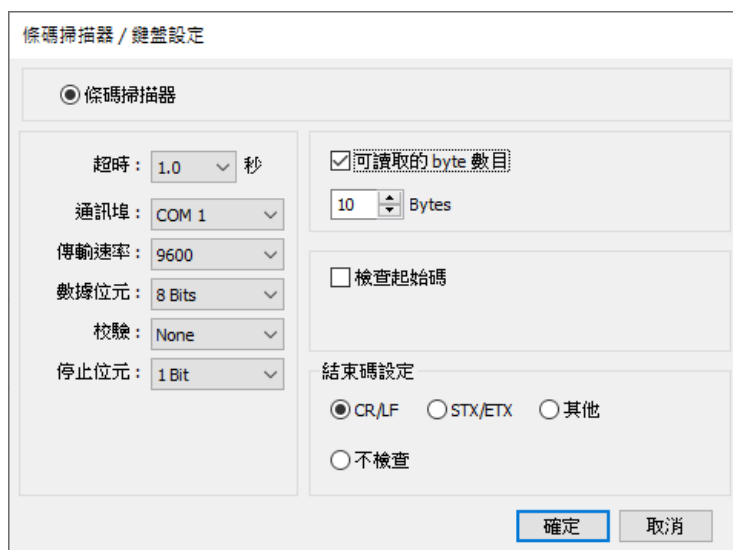 條碼掃描器 / 鍵盤設定
條碼掃描器
超時： 1.0 秒
通訊埠： COM 1
傳輸速率： 9600
數據位元： 8 Bits
校驗： None
停止位元： 1 Bit
可讀取的 byte 數目
10 Bytes
檢查起始碼
結束碼設定
CR/LF STX/ETX 其他
不檢查
確定 取消